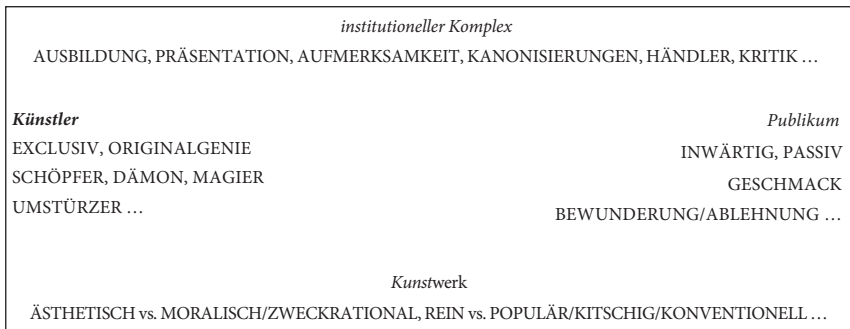 institutioneller Komplex
AUSBILDUNG, PRÄSENTATION, AUFMERKSAMKEIT, KANONISIERUNGEN, HÄNDLER, KRITIK …
Künstler
EXCLUSIV, ORIGINALGENIE
SCHÖPFER, DÄMON, MAGIER
UMSTÜRZER …
Publikum
INWÄRTIG, PASSIV
GESCHMACK
BEWUNDERUNG/ABLEHNUNG …
Kunstwerk
ÄSTHETISCH vs. MORALISCH/ZWECKRATIONAL, REIN vs. POPULÄR/KITSCHIG/KONVENTIONELL …